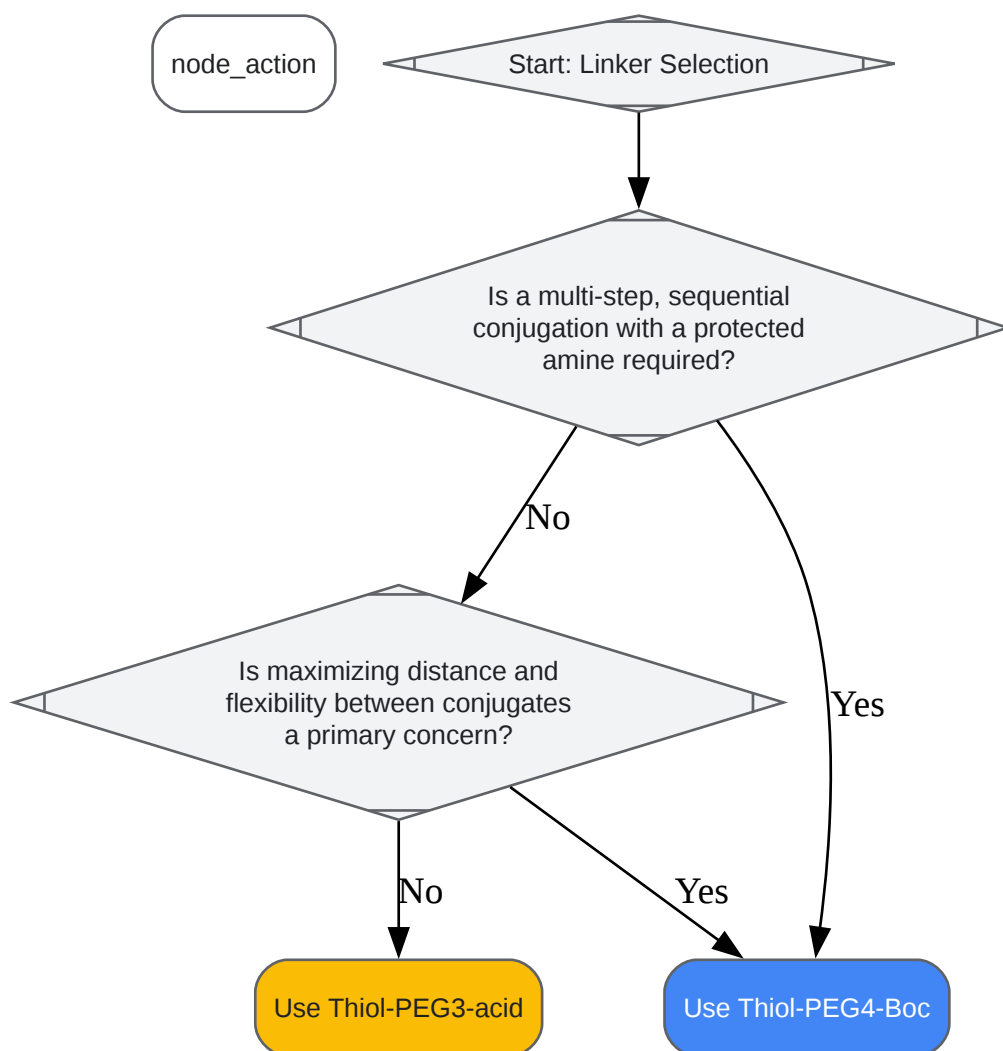 node_action
Start: Linker Selection
Is a multi-step, sequential
conjugation with a protected
amine required?
No
Is maximizing distance and
flexibility between conjugates
a primary concern?
Yes
No
Yes
Use Thiol-PEG3-acid
Use Thiol-PEG4-Boc